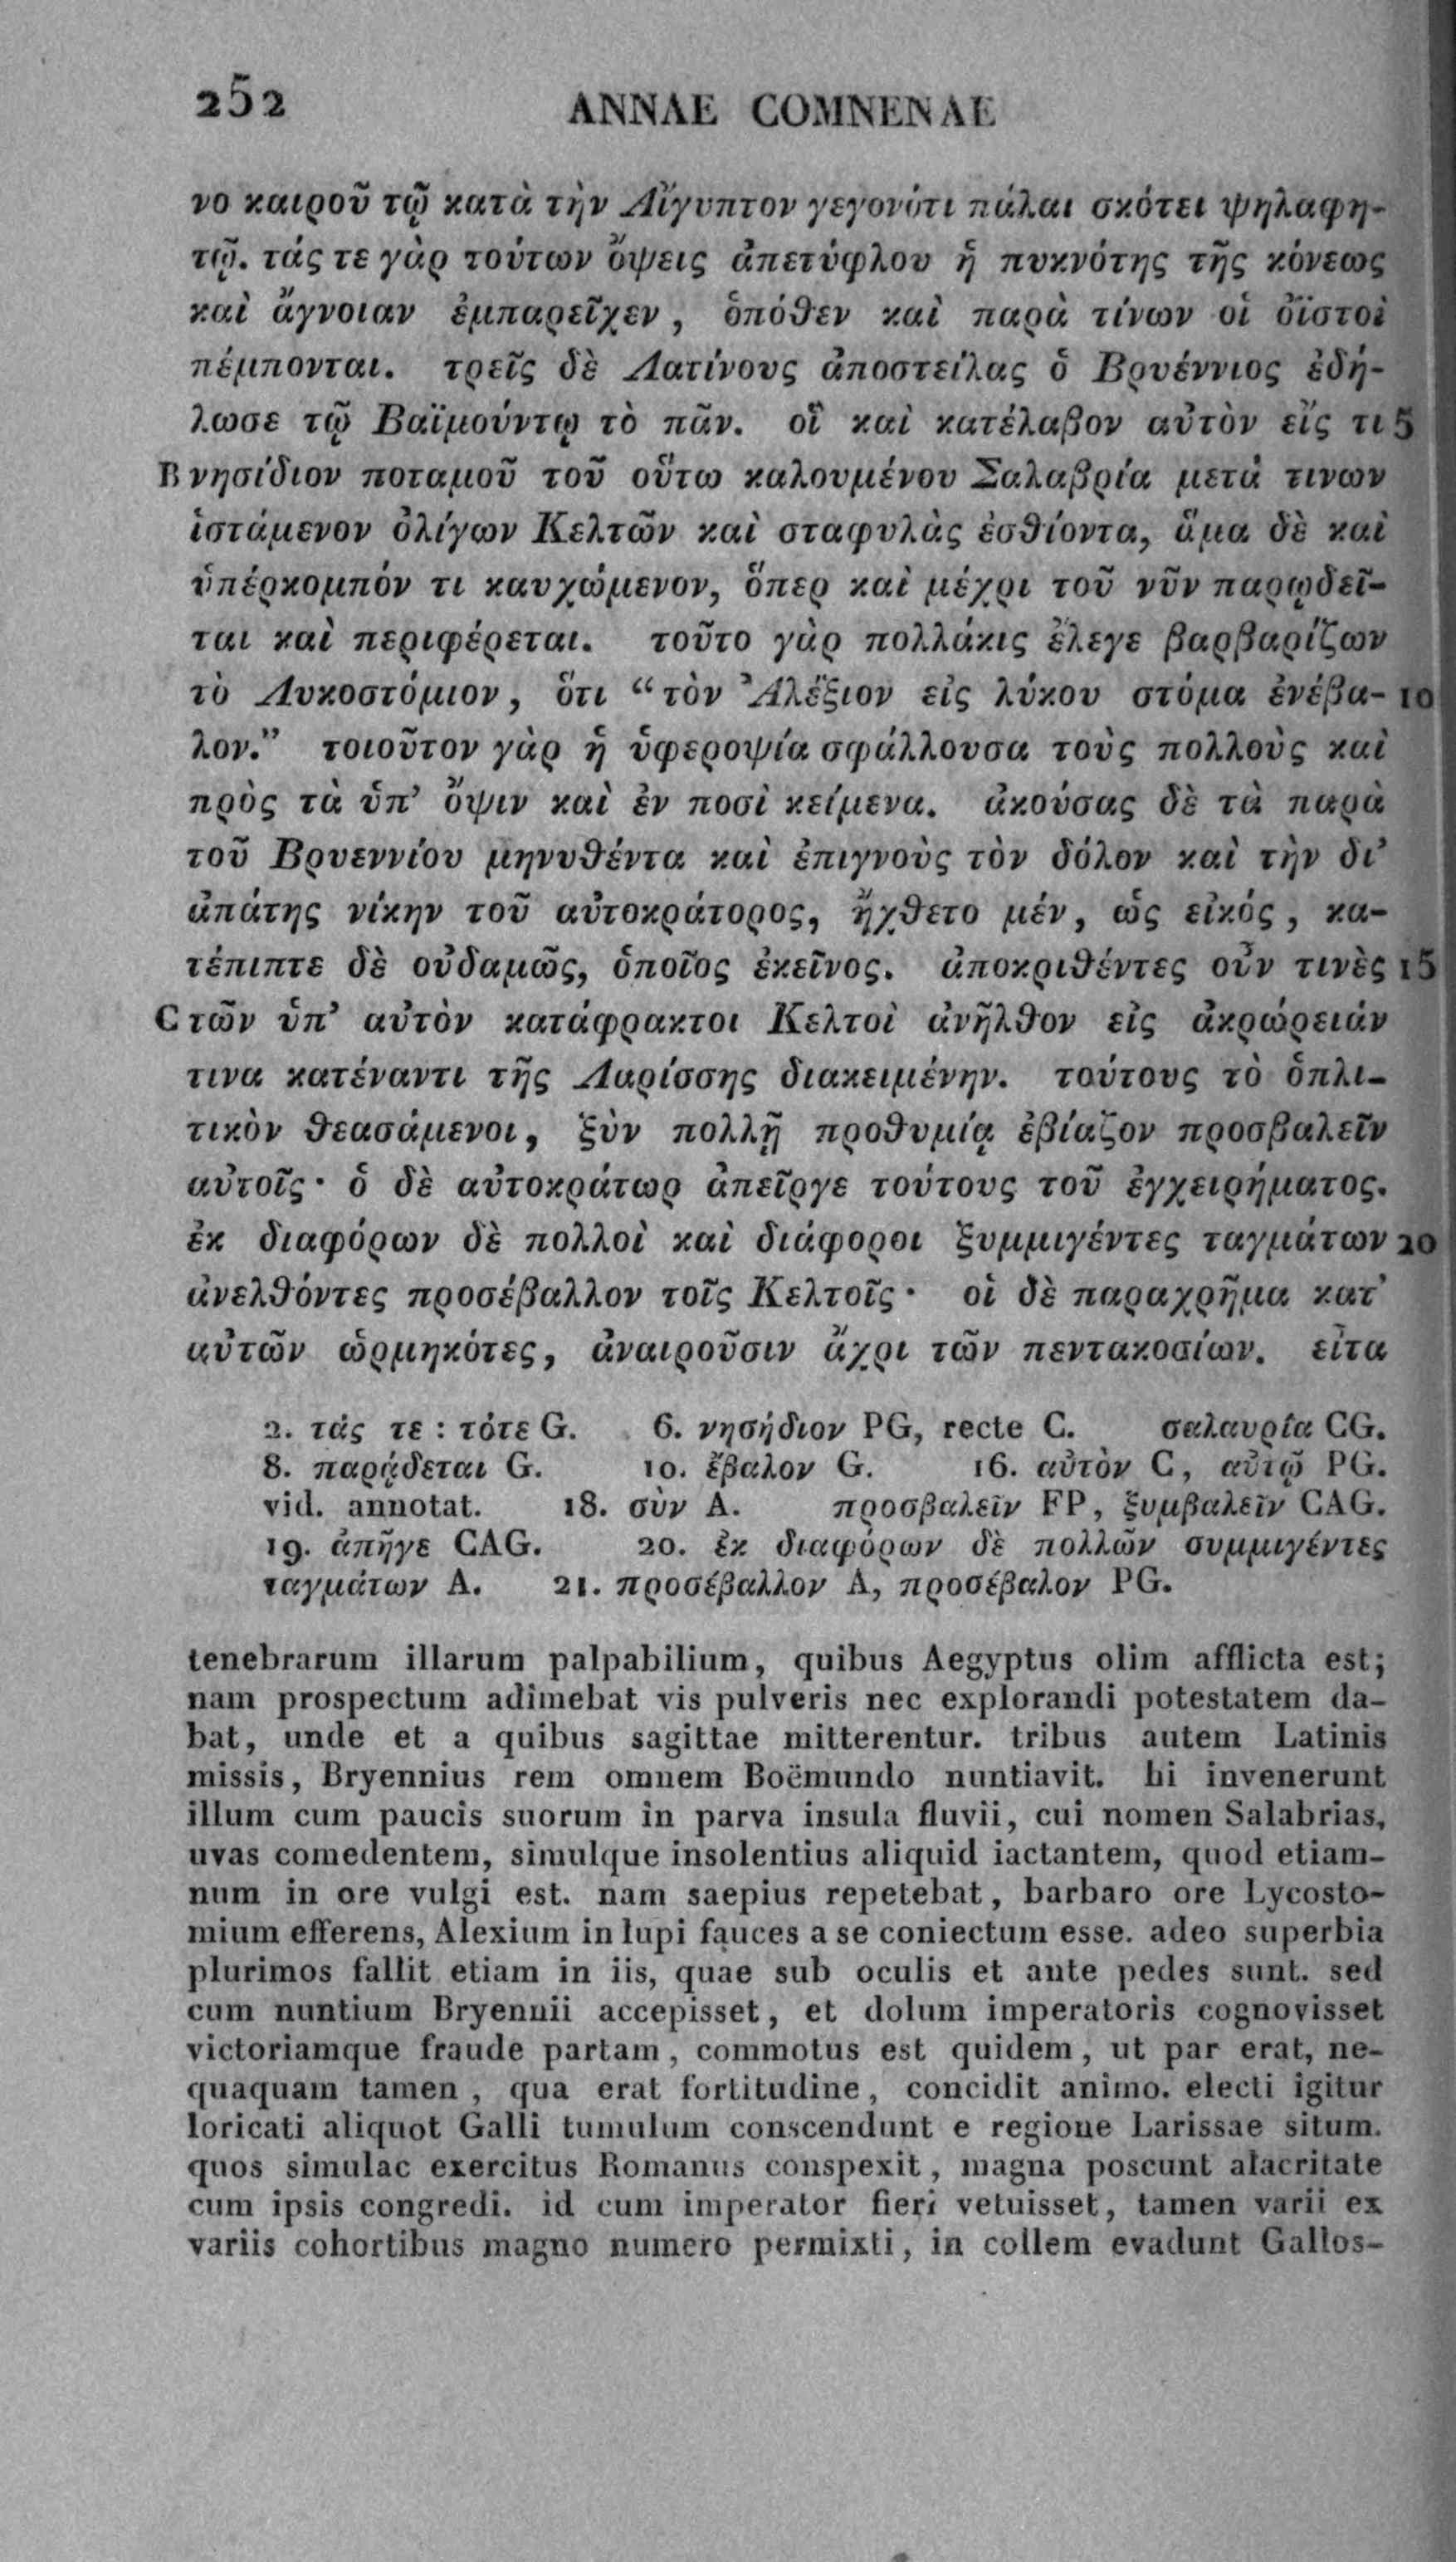 252 ANNAE COMNENAE
νο καιροῦ τῷ κατὰ τὴν Αἴγυπτον γεγονότι πάλαι σκότει ψηλαφη-
τῷ. τάς τε γὰρ τούτων ὄψεις ἀπετύφλου ἡ πυκνότης τῆς κόνεως
καὶ ἄγνοιαν ἐμπαρεῖχεν, ὁπόθεν καὶ παρὰ τίνων οἱ ὀϊστοὶ
πέμπονται. τρεῖς δὲ Λατίνους ἀποστείλας ὁ Βρυέννιος ἐδή-
λωσε τῷ Βαϊμούντῳ τὸ πᾶν. οἳ καὶ κατέλαβον αὐτὸν εἴς τι 5
B νησίδιον ποταμοῦ τοῦ οὕτω καλουμένου Σαλαβρία μετά τινων
ἱστάμενον ὀλίγων Κελτῶν καὶ σταφυλὰς ἐσθίοντα, ἅμα δὲ καὶ
ὑπέρκομπόν τι καυχώμενον, ὅπερ καὶ μέχρι τοῦ νῦν παρῳδεῖ-
ται καὶ περιφέρεται. τοῦτο γὰρ πολλάκις ἔλεγε βαρβαρίζων
τὸ Λυκοστόμιον, ὅτι “τὸν Ἀλέξιον εἰς λύκου στόμα ἐνέβα- 10
λον.” τοιοῦτον γὰρ ἡ ὑφεροψία σφάλλουσα τοὺς πολλοὺς καὶ
πρὸς τὰ ὑπ’ ὄψιν καὶ ἐν ποσὶ κείμενα. ἀκούσας δὲ τὰ παρὰ
τοῦ Βρυεννίου μηνυθέντα καὶ ἐπιγνοὺς τὸν δόλον καὶ τὴν δι’
ἀπάτης νίκην τοῦ αὐτοκράτορος, ἤχθετο μέν, ὡς εἰκός, κα-
τέπιπτε δὲ οὐδαμῶς, ὁποῖος ἐκεῖνος. ἀποκριθέντες οὖν τινὲς 15
C τῶν ὑπ’ αὐτὸν κατάφρακτοι Κελτοὶ ἀνῆλθον εἰς ἀκρώρειάν
τινα κατέναντι τῆς Λαρίσσης διακειμένην. τούτους τὸ ὁπλι-
τικὸν θεασάμενοι, ξὺν πολλῇ προθυμίᾳ ἐβίαζον προσβαλεῖν
αὐτοῖς· ὁ δὲ αὐτοκράτωρ ἀπεῖργε τούτους τοῦ ἐγχειρήματος.
ἐκ διαφόρων δὲ πολλοὶ καὶ διάφοροι ξυμμιγέντες ταγμάτων 20
ἀνελθόντες προσέβαλλον τοῖς Κελτοῖς· οἱ δὲ παραχρῆμα κατ’
αὐτῶν ὡρμηκότες, ἀναιροῦσιν ἄχρι τῶν πεντακοσίων. εἶτα
2. τάς τε : τότε G. 6. νησήδιον PG, recte C. σαλαυρία CG.
8. παρᾴδεται G. 10. ἔβαλον G. 16. αὐτὸν C, αὐτῷ PG.
vid. annotat. 18. σὺν A. προσβαλεῖν FP, ξυμβαλεῖν CAG.
19. ἀπῆγε CAG. 20. ἐκ διαφόρων δὲ πολλῶν συμμιγέντες
ταγμάτων A. 21. προσέβαλλον A, προσέβαλον PG.
tenebrarum illarum palpabilium, quibus Aegyptus olim afflicta est;
nam prospectum adimebat vis pulveris nec explorandi potestatem da-
bat, unde et a quibus sagittae mitterentur. tribus autem Latinis
missis, Bryennius rem omnem Boëmundo nuntiavit. hi invenerunt
illum cum paucis suorum in parva insula fluvii, cui nomen Salabrias,
uvas comedentem, simulque insolentius aliquid iactantem, quod etiam-
num in ore vulgi est. nam saepius repetebat, barbaro ore Lycosto-
mium efferens, Alexium in lupi fauces a se coniectum esse. adeo superbia
plurimos fallit etiam in iis, quae sub oculis et ante pedes sunt. sed
cum nuntium Bryennii accepisset, et dolum imperatoris cognovisset
victoriamque fraude partam, commotus est quidem, ut par erat, ne-
quaquam tamen, qua erat fortitudine, concidit animo. electi igitur
loricati aliquot Galli tumulum conscendunt e regione Larissae situm.
quos simulac exercitus Romanus conspexit, magna poscunt alacritate
cum ipsis congredi. id cum imperator fieri vetuisset, tamen varii ex
variis cohortibus magno numero permixti, in collem evadunt Gallos-